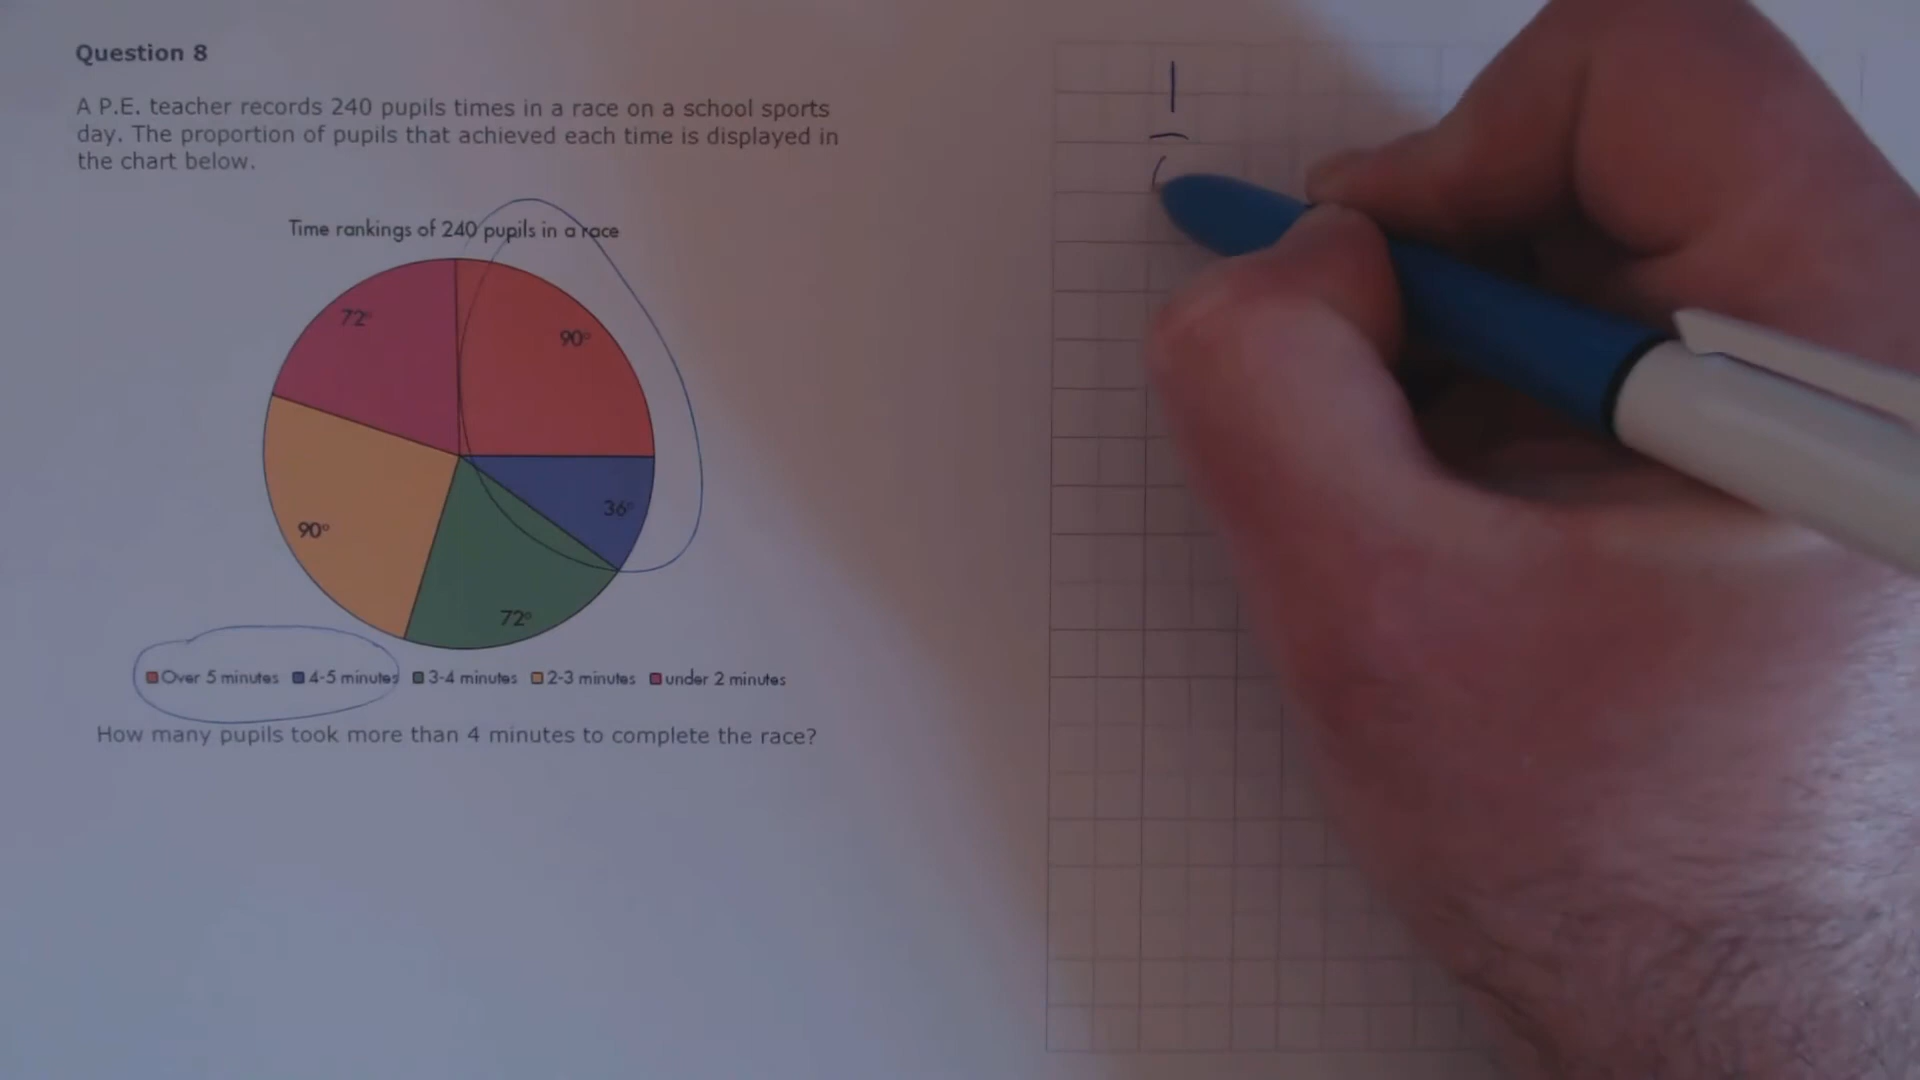 Question 8
A P.E. teacher records 240 pupils times in a race on a school sports
day. The proportion of pupils that achieved each time is displayed in
the chart below.
Time rankings of 240 pupils in a race
72°
90°
36°
90°
72°
Over 5 minutes 4-5 minutes 3-4 minutes 2-3 minutes under 2 minutes
How many pupils took more than 4 minutes to complete the race?
1